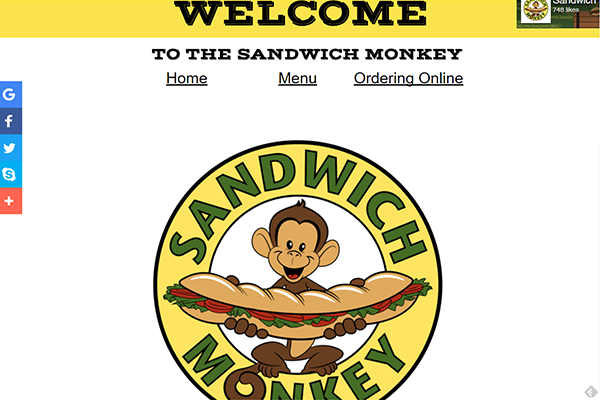 WELCOME
Sandwich
748 likes
TO THE SANDWICH MONKEY
Home
Menu
Ordering Online
SANDWICH
MONKEY